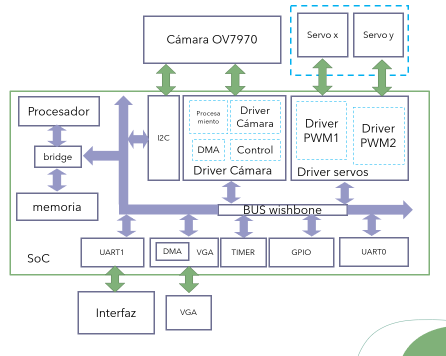 Cámara OV7970
Servo x
Servo y
Procesador
bridge
memoria
I2C
Procesa
miento
Driver
Cámara
DMA
Control
Driver Cámara
Driver
PWM1
Driver
PWM2
Driver servos
BUS wishbone
SoC
UART1
DMA
VGA
TIMER
GPIO
UART0
Interfaz
VGA